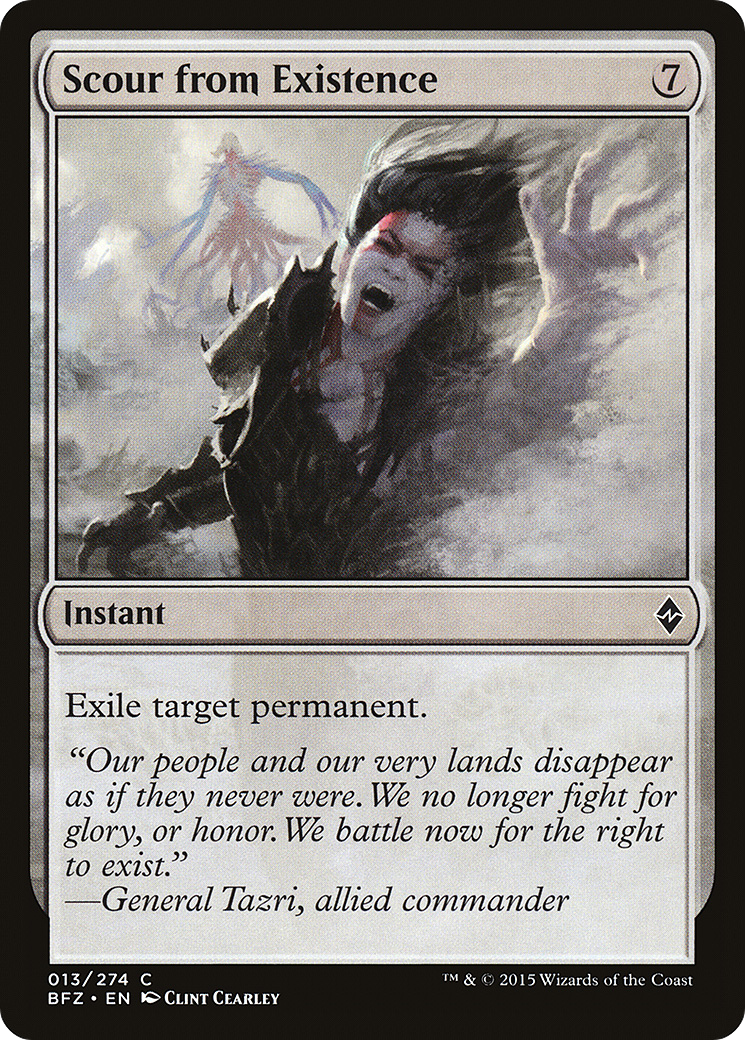 Scour from Existence 7
Instant
Exile target permanent.
“Our people and our very lands disappear
as if they never were. We no longer fight for
glory, or honor. We battle now for the right
to exist.”
—General Tazri, allied commander
013/274 C
BFZ • EN Clint Cearley
™ & © 2015 Wizards of the Coast